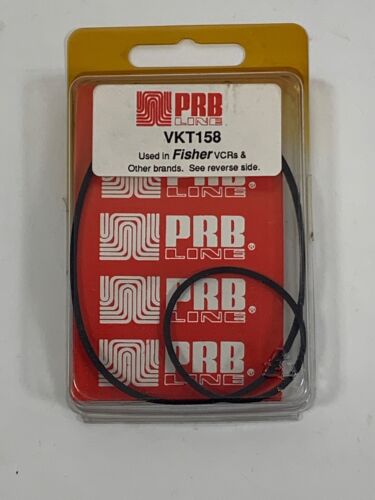 PRB
LINE
VKT158
Used in Fisher VCRs &
Other brands. See reverse side.
PRB
LINE ®
PRB
LINE ®
PRB
LINE ®
PRB
LINE ®